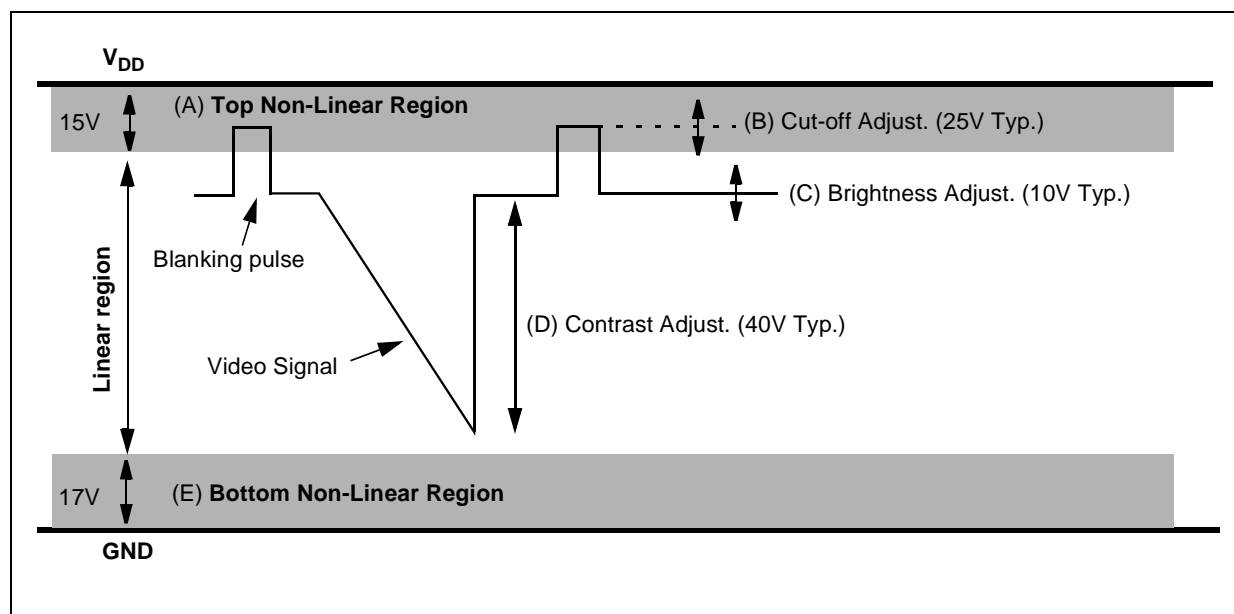 VDD
(A) Top Non-Linear Region
15V
(B) Cut-off Adjust. (25V Typ.)
(C) Brightness Adjust. (10V Typ.)
Blanking pulse
Linear region
(D) Contrast Adjust. (40V Typ.)
Video Signal
17V
(E) Bottom Non-Linear Region
GND